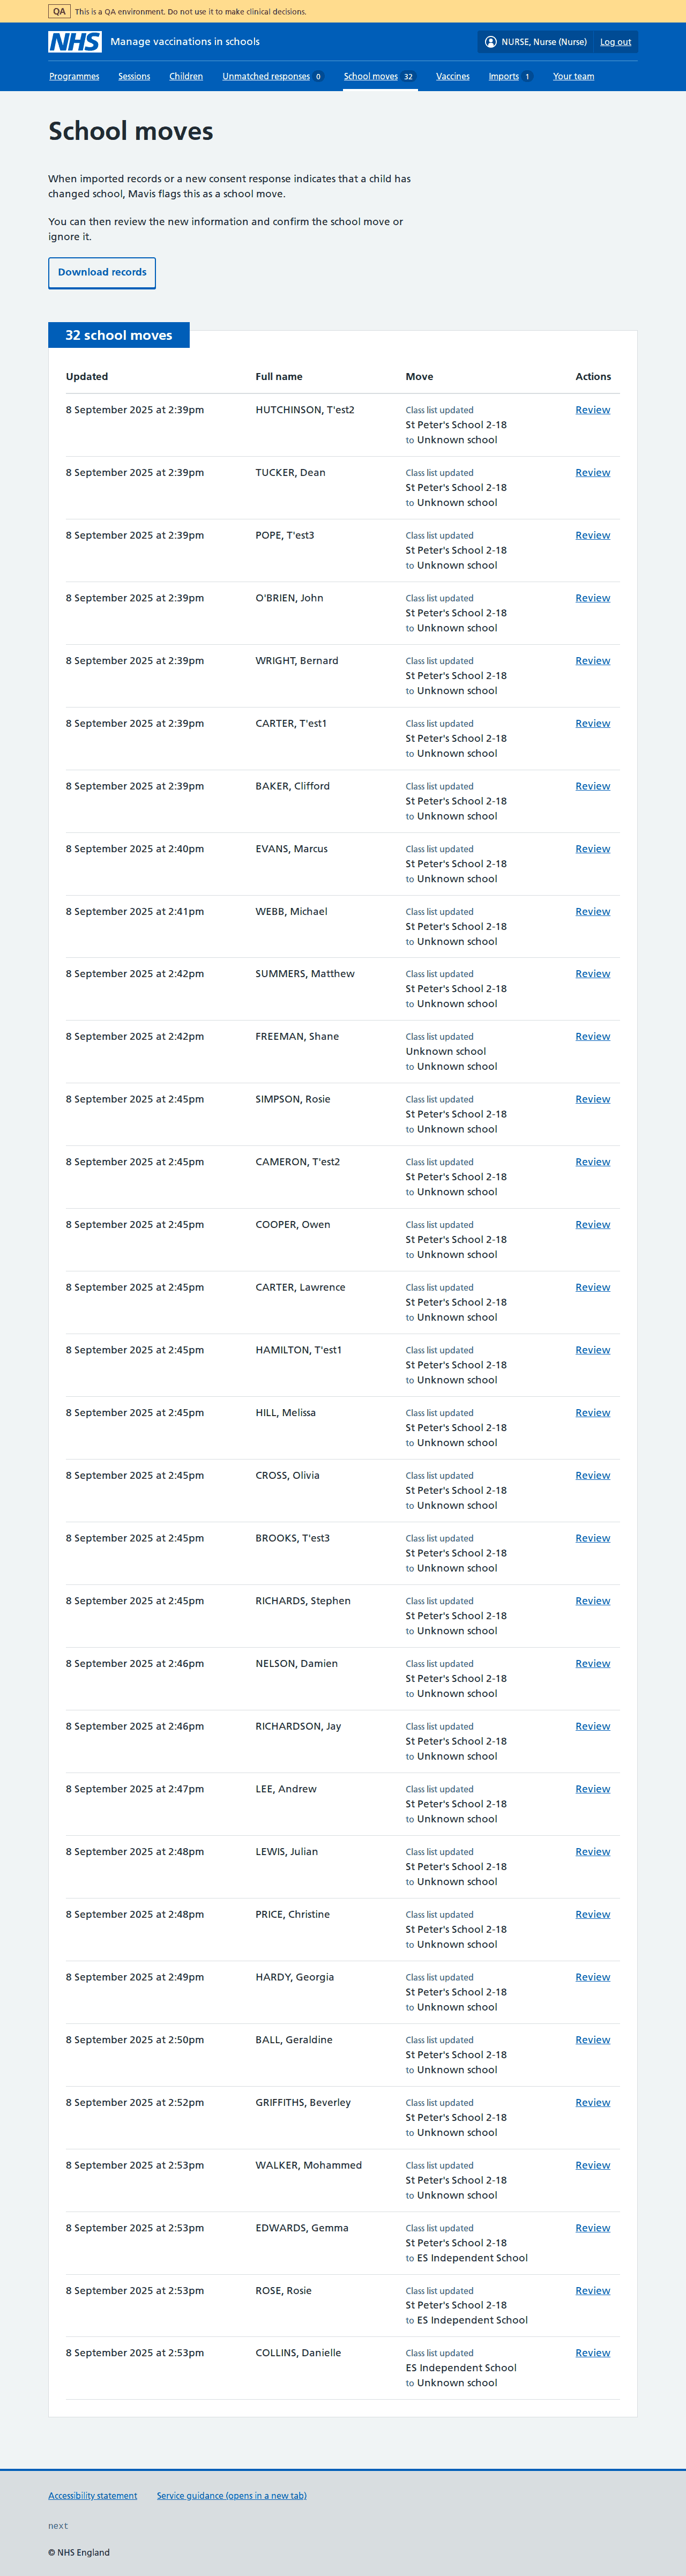 QA This is a QA environment. Do not use it to make clinical decisions.
NHS Manage vaccinations in schools NURSE, Nurse (Nurse) Log out
Programmes Sessions Children Unmatched responses 0 School moves 32 Vaccines Imports 1 Your team
School moves
When imported records or a new consent response indicates that a child has
changed school, Mavis flags this as a school move.
You can then review the new information and confirm the school move or
ignore it.
Download records
32 school moves
Updated Full name Move Actions
8 September 2025 at 2:39pm HUTCHINSON, T'est2 Class list updated Review
St Peter's School 2-18
to Unknown school
8 September 2025 at 2:39pm TUCKER, Dean Class list updated Review
St Peter's School 2-18
to Unknown school
8 September 2025 at 2:39pm POPE, T'est3 Class list updated Review
St Peter's School 2-18
to Unknown school
8 September 2025 at 2:39pm O'BRIEN, John Class list updated Review
St Peter's School 2-18
to Unknown school
8 September 2025 at 2:39pm WRIGHT, Bernard Class list updated Review
St Peter's School 2-18
to Unknown school
8 September 2025 at 2:39pm CARTER, T'est1 Class list updated Review
St Peter's School 2-18
to Unknown school
8 September 2025 at 2:39pm BAKER, Clifford Class list updated Review
St Peter's School 2-18
to Unknown school
8 September 2025 at 2:40pm EVANS, Marcus Class list updated Review
St Peter's School 2-18
to Unknown school
8 September 2025 at 2:41pm WEBB, Michael Class list updated Review
St Peter's School 2-18
to Unknown school
8 September 2025 at 2:42pm SUMMERS, Matthew Class list updated Review
St Peter's School 2-18
to Unknown school
8 September 2025 at 2:42pm FREEMAN, Shane Class list updated Review
Unknown school
to Unknown school
8 September 2025 at 2:45pm SIMPSON, Rosie Class list updated Review
St Peter's School 2-18
to Unknown school
8 September 2025 at 2:45pm CAMERON, T'est2 Class list updated Review
St Peter's School 2-18
to Unknown school
8 September 2025 at 2:45pm COOPER, Owen Class list updated Review
St Peter's School 2-18
to Unknown school
8 September 2025 at 2:45pm CARTER, Lawrence Class list updated Review
St Peter's School 2-18
to Unknown school
8 September 2025 at 2:45pm HAMILTON, T'est1 Class list updated Review
St Peter's School 2-18
to Unknown school
8 September 2025 at 2:45pm HILL, Melissa Class list updated Review
St Peter's School 2-18
to Unknown school
8 September 2025 at 2:45pm CROSS, Olivia Class list updated Review
St Peter's School 2-18
to Unknown school
8 September 2025 at 2:45pm BROOKS, T'est3 Class list updated Review
St Peter's School 2-18
to Unknown school
8 September 2025 at 2:45pm RICHARDS, Stephen Class list updated Review
St Peter's School 2-18
to Unknown school
8 September 2025 at 2:46pm NELSON, Damien Class list updated Review
St Peter's School 2-18
to Unknown school
8 September 2025 at 2:46pm RICHARDSON, Jay Class list updated Review
St Peter's School 2-18
to Unknown school
8 September 2025 at 2:47pm LEE, Andrew Class list updated Review
St Peter's School 2-18
to Unknown school
8 September 2025 at 2:48pm LEWIS, Julian Class list updated Review
St Peter's School 2-18
to Unknown school
8 September 2025 at 2:48pm PRICE, Christine Class list updated Review
St Peter's School 2-18
to Unknown school
8 September 2025 at 2:49pm HARDY, Georgia Class list updated Review
St Peter's School 2-18
to Unknown school
8 September 2025 at 2:50pm BALL, Geraldine Class list updated Review
St Peter's School 2-18
to Unknown school
8 September 2025 at 2:52pm GRIFFITHS, Beverley Class list updated Review
St Peter's School 2-18
to Unknown school
8 September 2025 at 2:53pm WALKER, Mohammed Class list updated Review
St Peter's School 2-18
to Unknown school
8 September 2025 at 2:53pm EDWARDS, Gemma Class list updated Review
St Peter's School 2-18
to ES Independent School
8 September 2025 at 2:53pm ROSE, Rosie Class list updated Review
St Peter's School 2-18
to ES Independent School
8 September 2025 at 2:53pm COLLINS, Danielle Class list updated Review
ES Independent School
to Unknown school
Accessibility statement Service guidance (opens in a new tab)
next
© NHS England